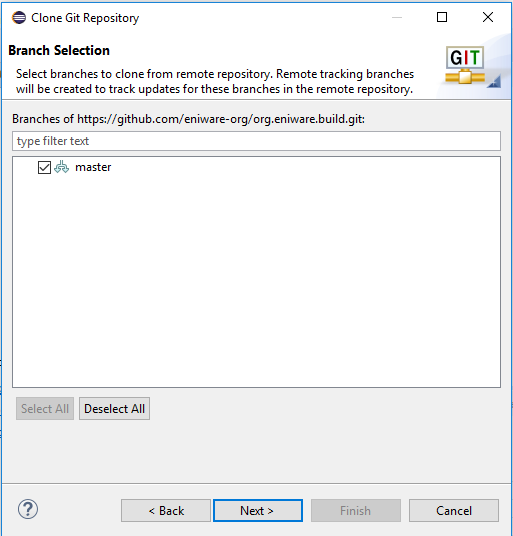 Clone Git Repository
Branch Selection
Select branches to clone from remote repository. Remote tracking branches
will be created to track updates for these branches in the remote repository.
GIT
Branches of https://github.com/eniware-org/org.eniware.build.git:
type filter text
master
Select All
Deselect All
?
< Back
Next >
Finish
Cancel